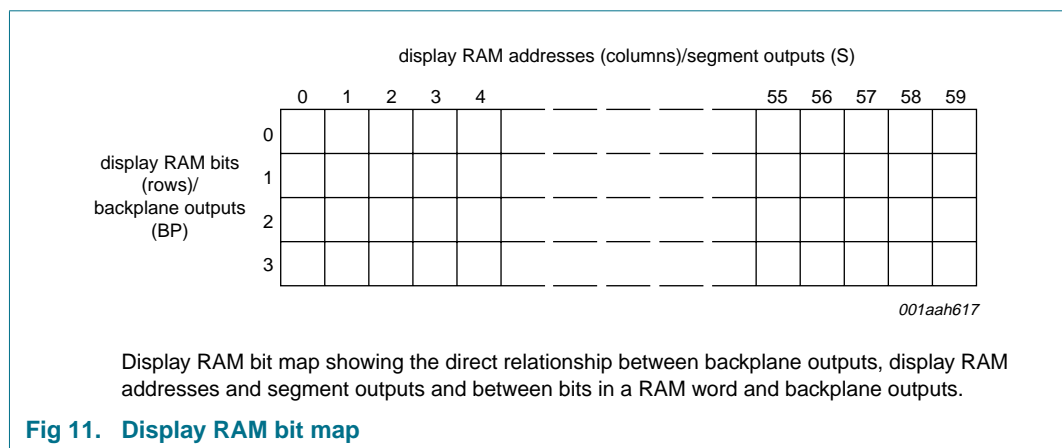 display RAM addresses (columns)/segment outputs (S)
0 1 2 3 4 55 56 57 58 59
0
display RAM bits
1
(rows)/
backplane outputs
2
(BP)
3
001aah617
Display RAM bit map showing the direct relationship between backplane outputs, display RAM
addresses and segment outputs and between bits in a RAM word and backplane outputs.
Fig 11. Display RAM bit map